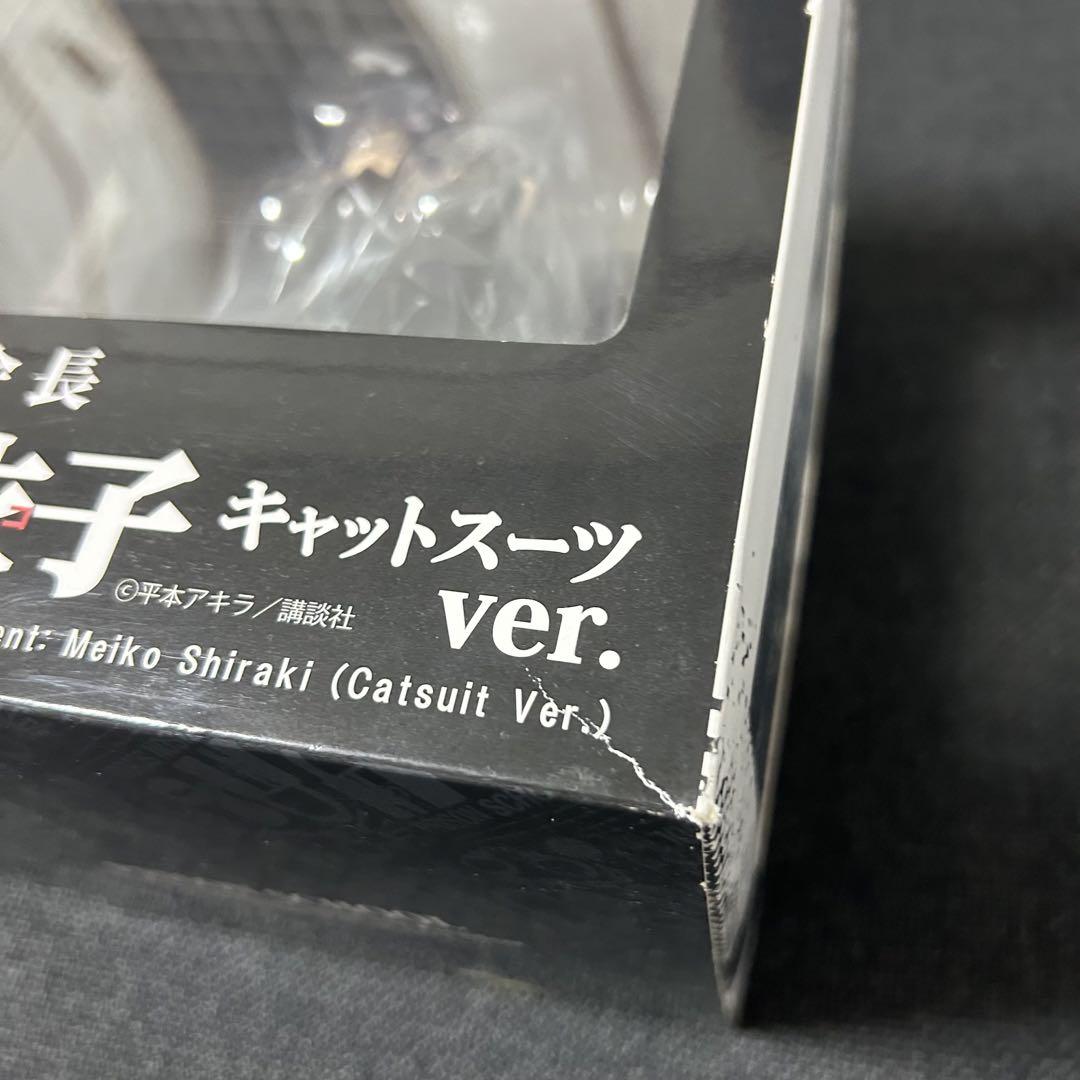 長
子 キャットスーツ
ver.
©平本アキラ／講談社
ent: Meiko Shiraki (Catsuit Ver.)